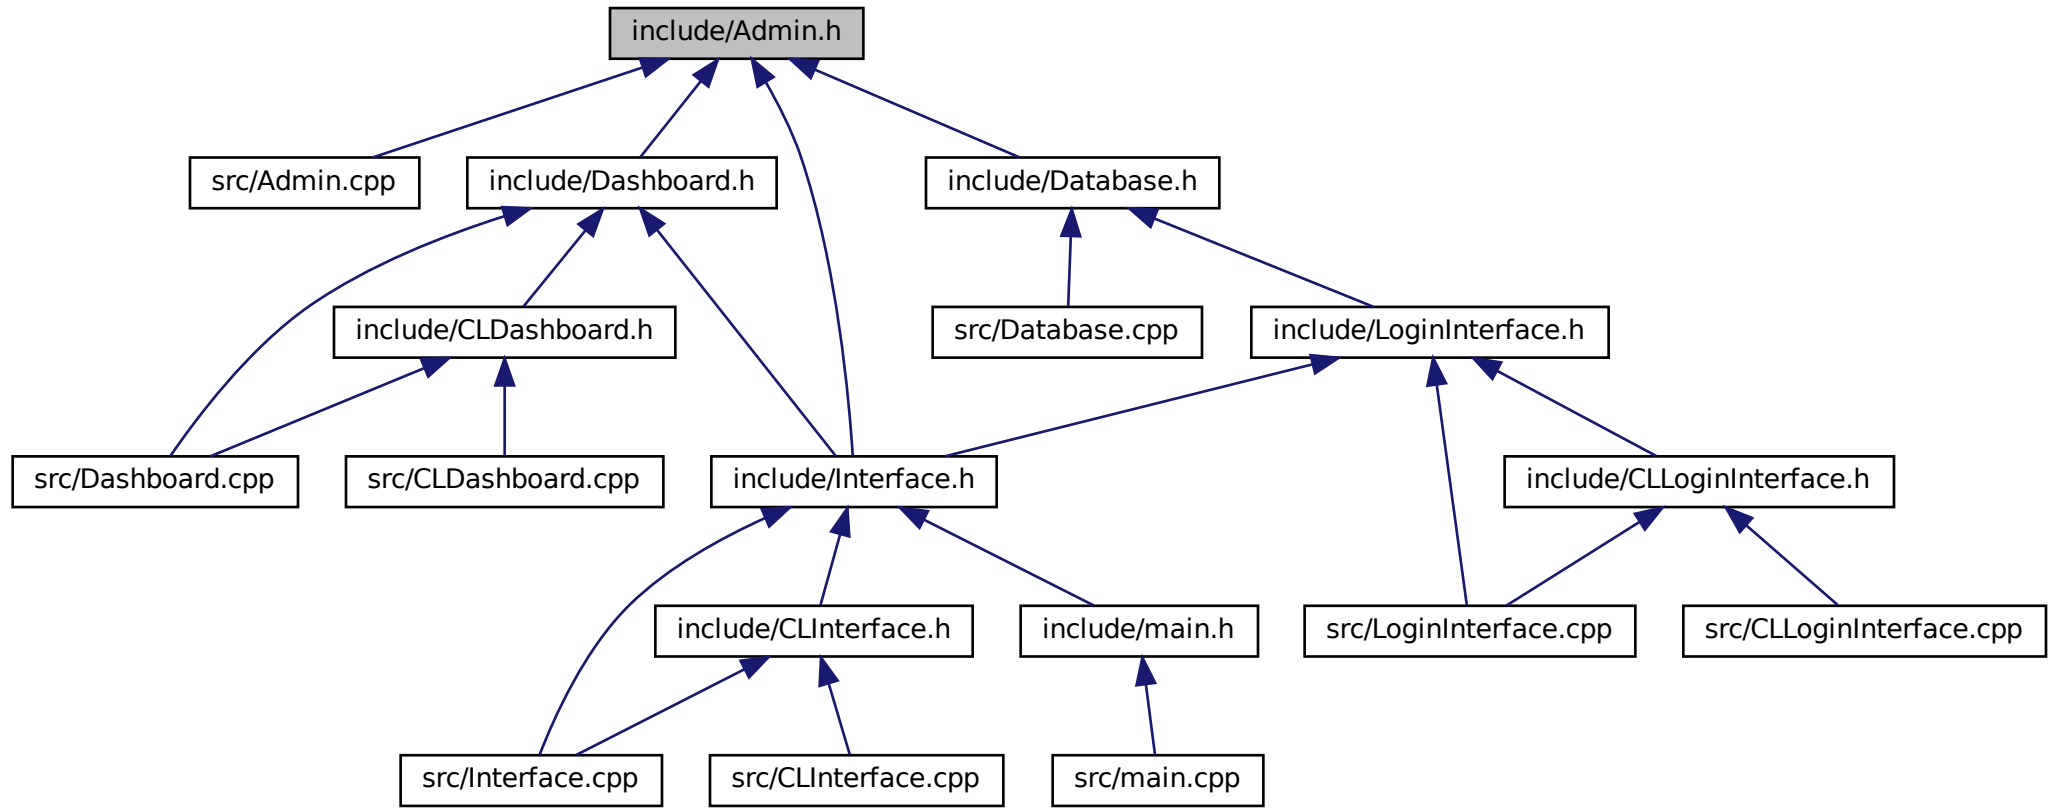 include/Admin.h
src/Admin.cpp
include/Dashboard.h
include/Database.h
include/CLDashboard.h
src/Database.cpp
include/LoginInterface.h
src/Dashboard.cpp
src/CLDashboard.cpp
include/Interface.h
include/CLLoginInterface.h
include/CLInterface.h
include/main.h
src/LoginInterface.cpp
src/CLLoginInterface.cpp
src/Interface.cpp
src/CLInterface.cpp
src/main.cpp